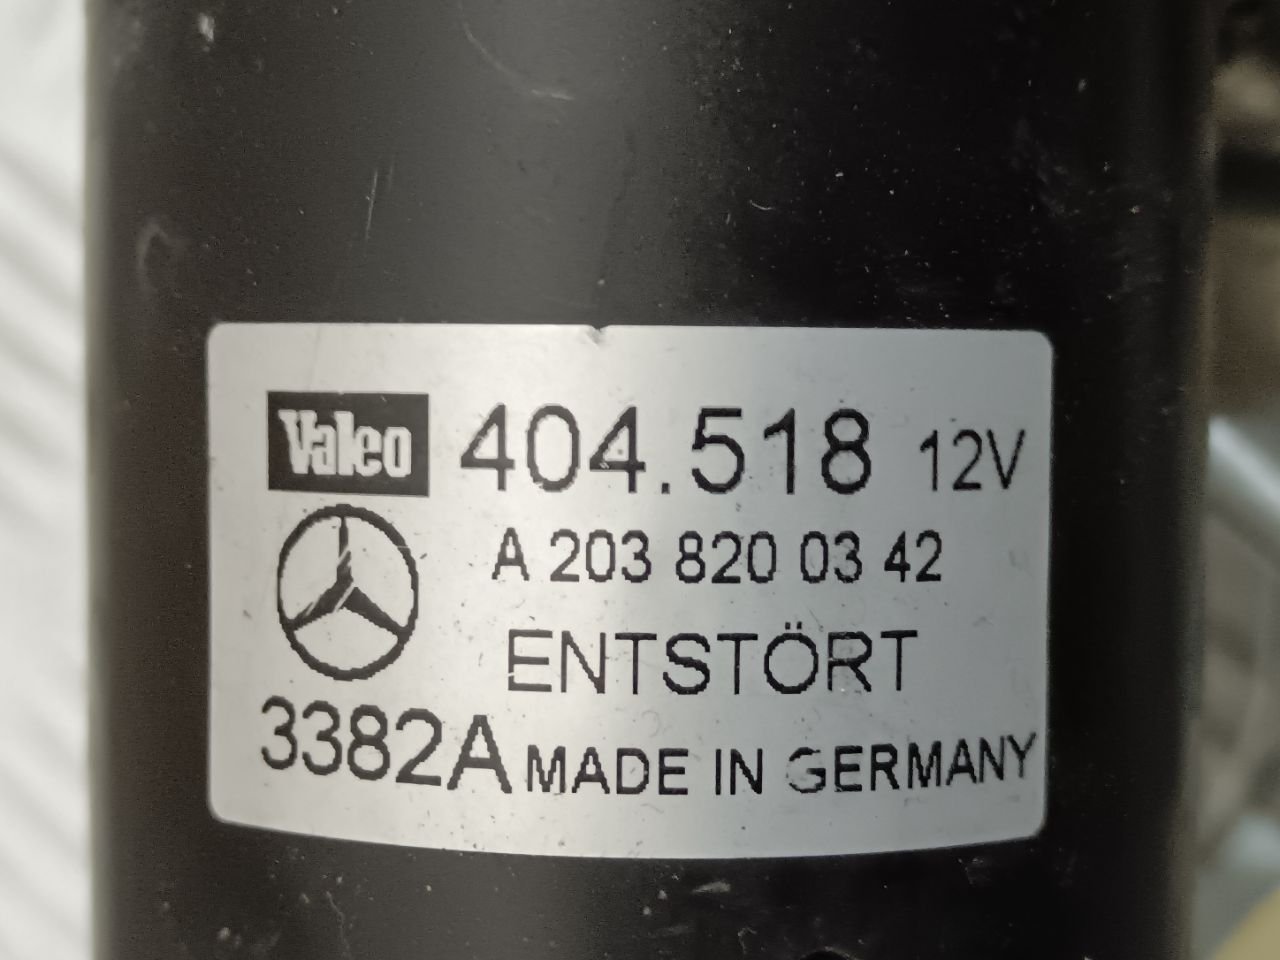 Valeo 404.518 12V
A 203 820 03 42
ENTSTÖRT
3382A MADE IN GERMANY